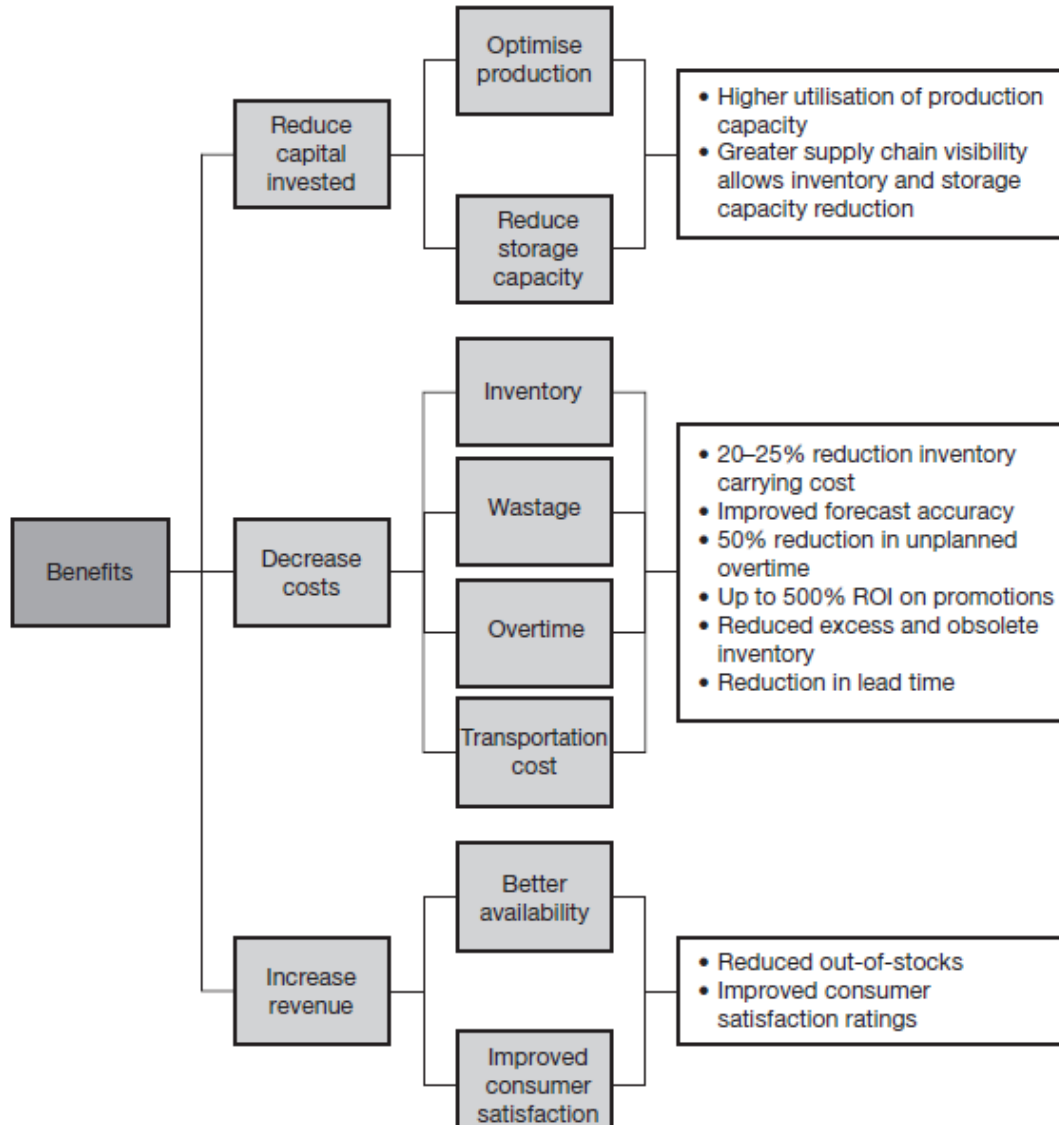 Optimise
production
Reduce
capital
invested
Reduce
storage
capacity
• Higher utilisation of production
capacity
• Greater supply chain visibility
allows inventory and storage
capacity reduction
Benefits
Decrease
costs
Inventory
Wastage
Overtime
Transportation
cost
• 20–25% reduction inventory
carrying cost
• Improved forecast accuracy
• 50% reduction in unplanned
overtime
• Up to 500% ROI on promotions
• Reduced excess and obsolete
inventory
• Reduction in lead time
Increase
revenue
Better
availability
Improved
consumer
satisfaction
• Reduced out-of-stocks
• Improved consumer
satisfaction ratings